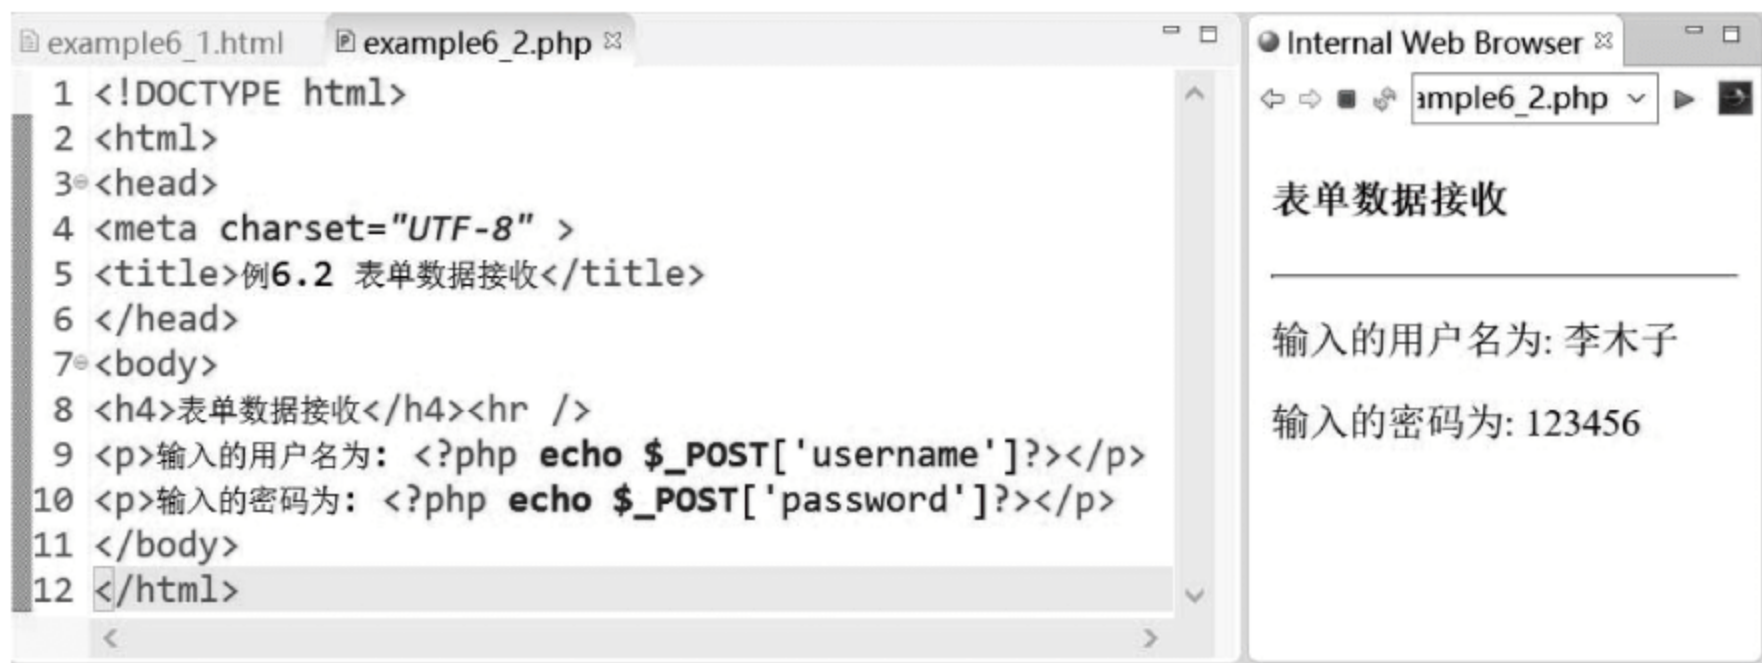 example6_1.html
example6_2.php
1 <!DOCTYPE html>
2 <html>
3 <head>
4 <meta charset="UTF-8" >
5 <title>例6.2 表单数据接收</title>
6 </head>
7 <body>
8 <h4>表单数据接收</h4><hr />
9 <p>输入的用户名为: <?php echo $_POST['username']?></p>
10 <p>输入的密码为: <?php echo $_POST['password']?></p>
11 </body>
12 </html>
Internal Web Browser
ample6_2.php
表单数据接收
输入的用户名为: 李木子
输入的密码为: 123456